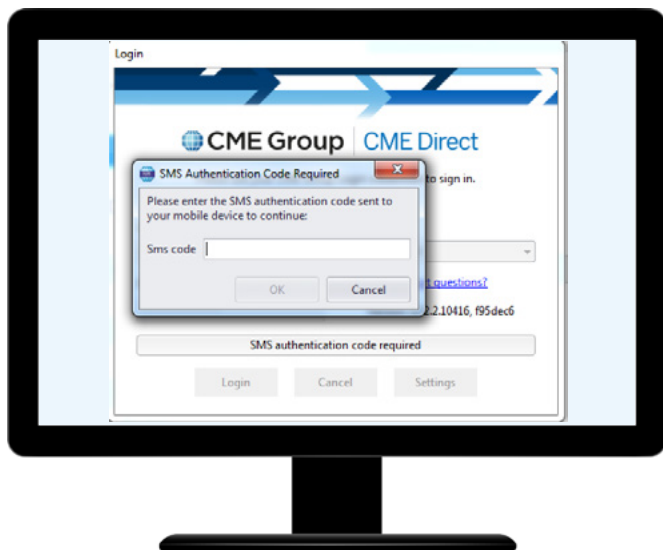 Login
CME Group CME Direct
SMS Authentication Code Required
to sign in.
Please enter the SMS authentication code sent to
your mobile device to continue:
Sms code
questions?
OK Cancel
2.2.10416, f95dec6
SMS authentication code required
Login Cancel Settings